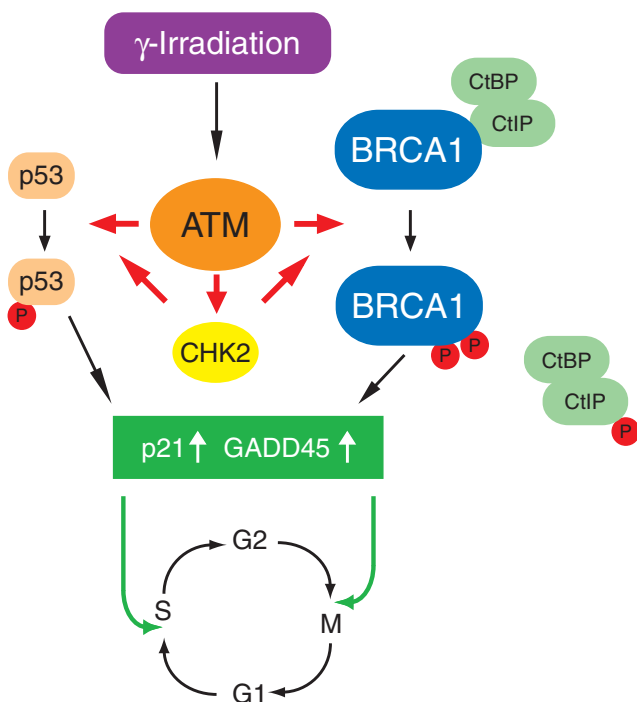 γ-Irradiation
CtBP
CtIP
BRCA1
p53
ATM
p53
P
BRCA1
P
P
CHK2
CtBP
CtIP
P
p21 GADD45
G2
S
M
G1